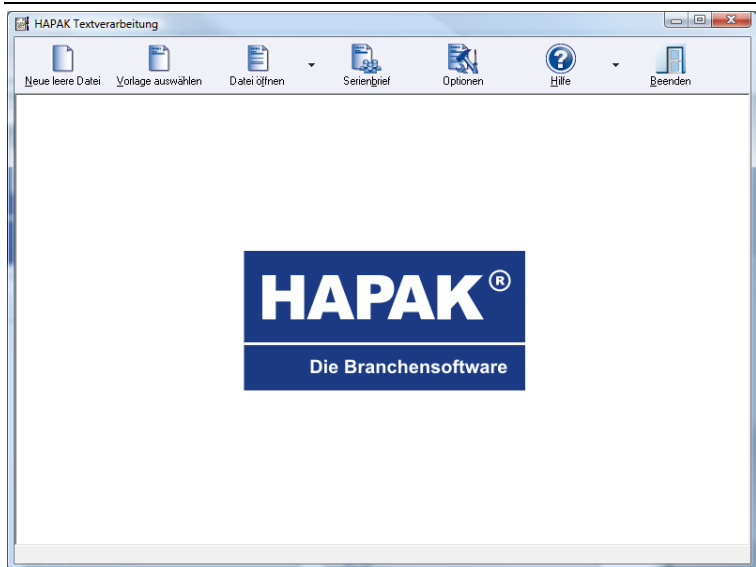 HAPAK Textverarbeitung
Neue leere Datei Vorlage auswählen Datei öffnen Serienbrief Optionen Hilfe Beenden
HAPAK®
Die Branchensoftware